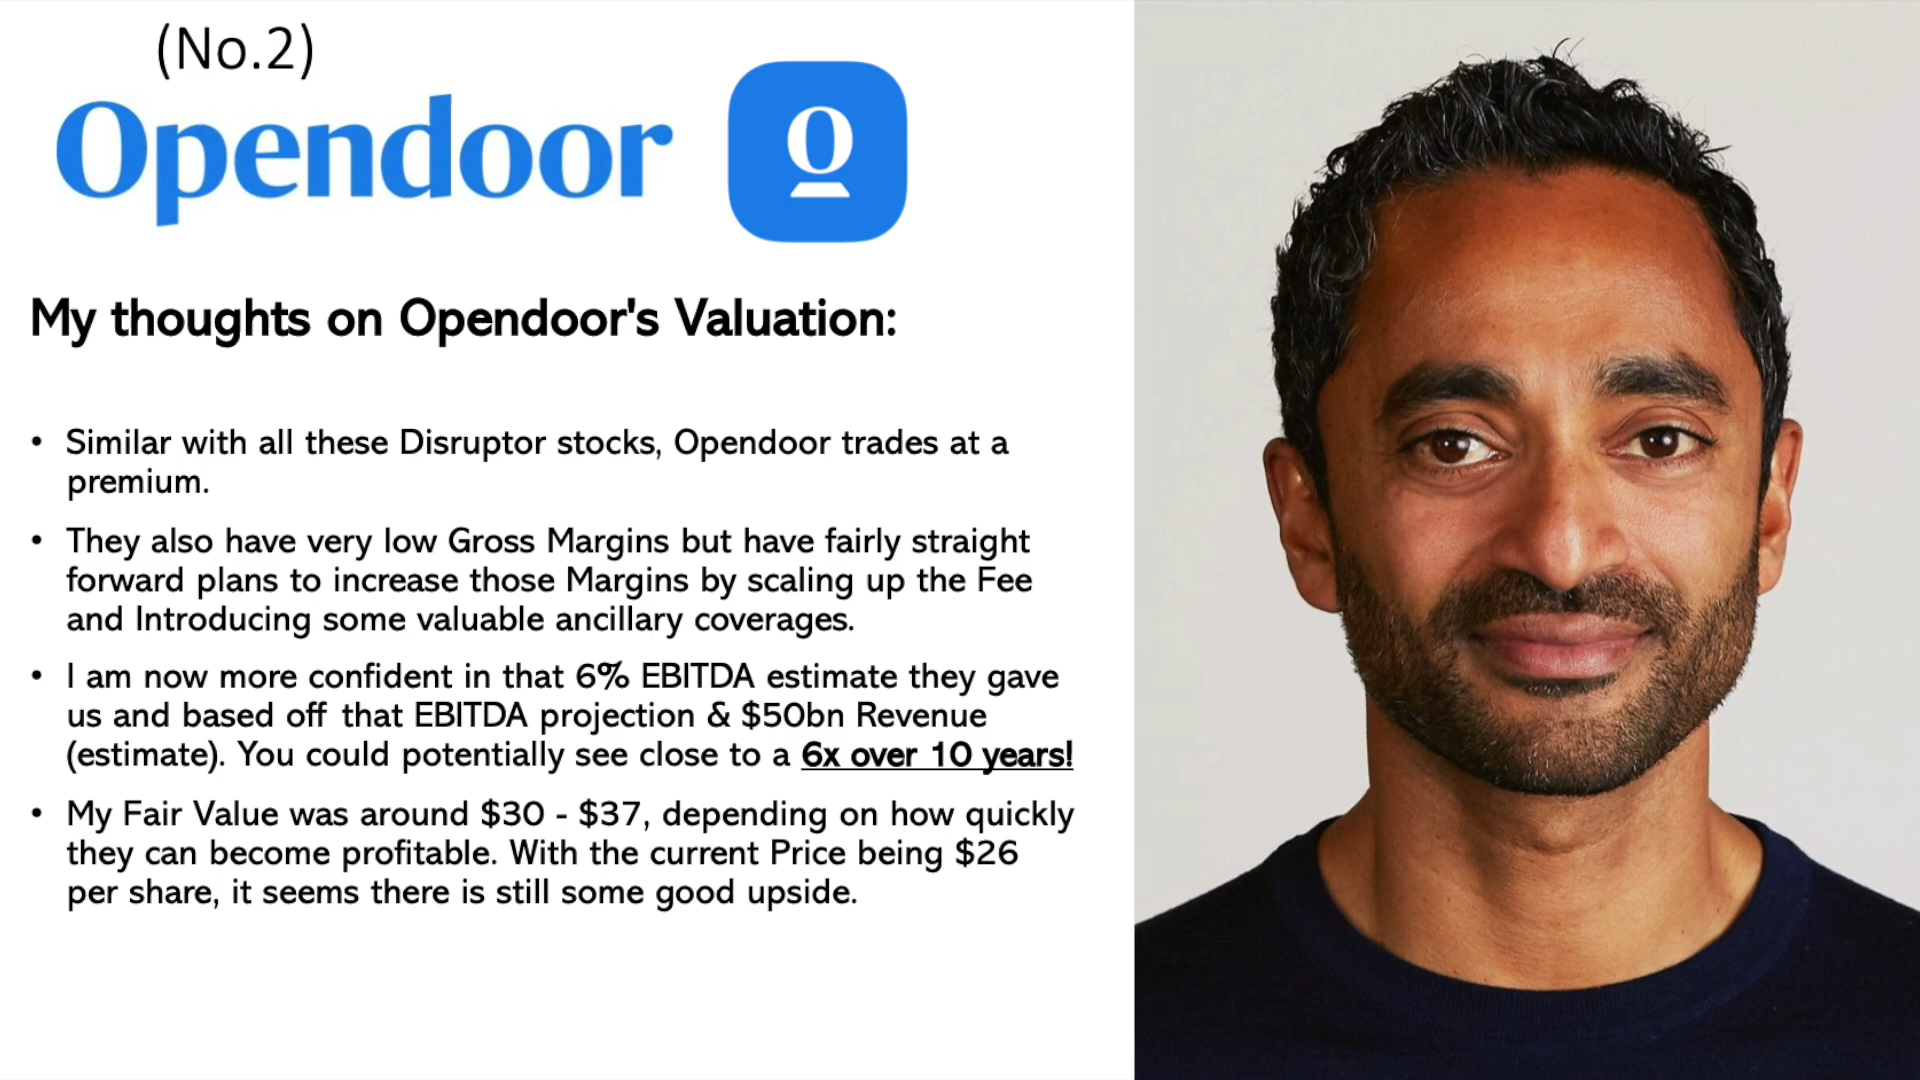 (No.2)
Opendoor
O
My thoughts on Opendoor's Valuation:
• Similar with all these Disruptor stocks, Opendoor trades at a
premium.
• They also have very low Gross Margins but have fairly straight
forward plans to increase those Margins by scaling up the Fee
and Introducing some valuable ancillary coverages.
• I am now more confident in that 6% EBITDA estimate they gave
us and based off that EBITDA projection & $50bn Revenue
(estimate). You could potentially see close to a 6x over 10 years!
• My Fair Value was around $30 - $37, depending on how quickly
they can become profitable. With the current Price being $26
per share, it seems there is still some good upside.